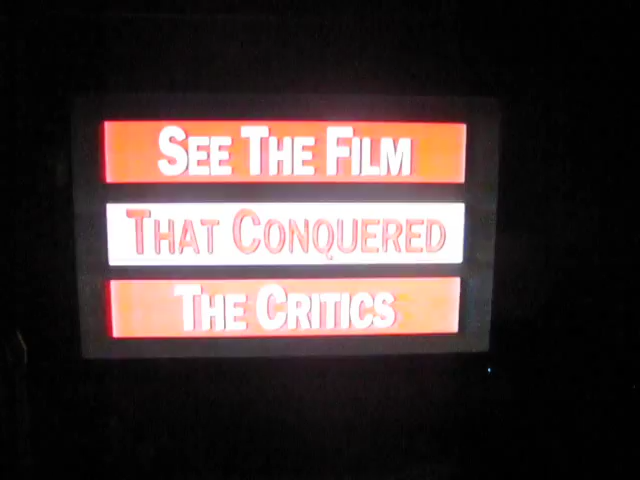 See The Film
That Conquered
The Critics